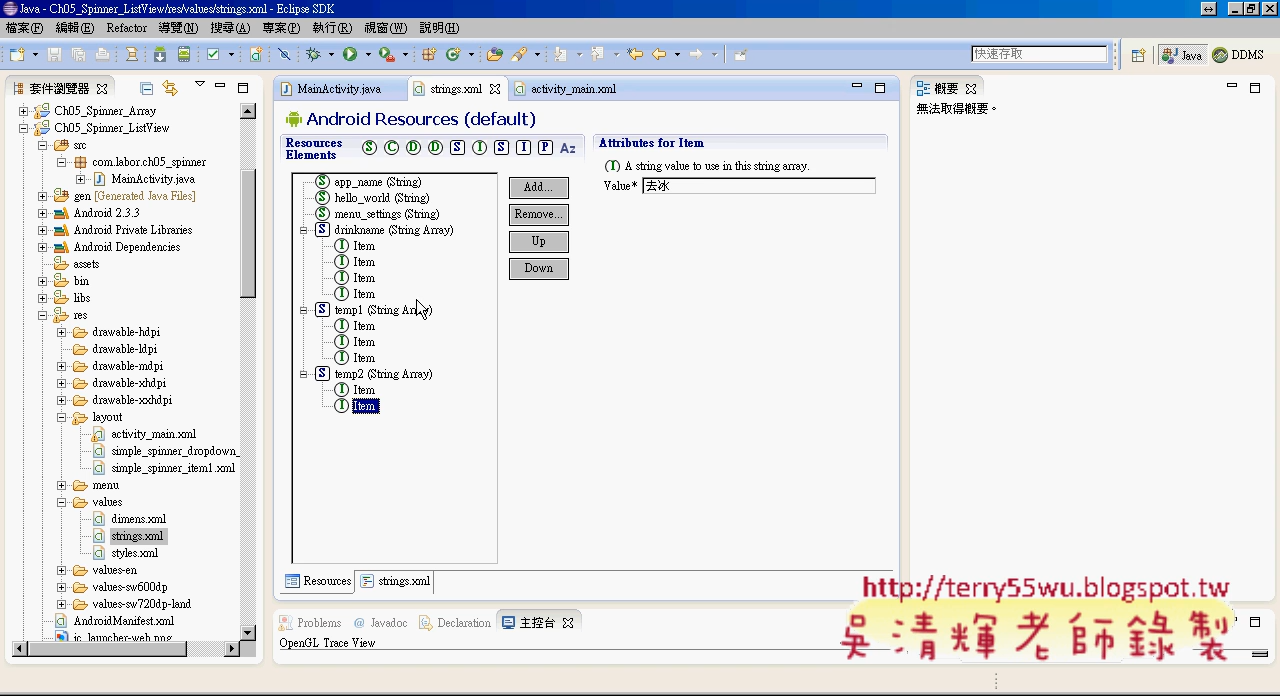 Java - Ch05_Spinner_ListView/res/values/strings.xml - Eclipse SDK
檔案(F) 編輯(E) Refactor 導覽(N) 搜尋(A) 專案(P) 執行(R) 視窗(W) 說明(H)
快速存取 Java DDMS
套件瀏覽器
Ch05_Spinner_Array
Ch05_Spinner_ListView
src
com.labor.ch05_spinner
MainActivity.java
gen [Generated Java Files]
Android 2.3.3
Android Private Libraries
Android Dependencies
assets
bin
libs
res
drawable-hdpi
drawable-ldpi
drawable-mdpi
drawable-xhdpi
drawable-xxhdpi
layout
activity_main.xml
simple_spinner_dropdown_
simple_spinner_item1.xml
menu
values
dimens.xml
strings.xml
styles.xml
values-en
values-sw600dp
values-sw720dp-land
AndroidManifest.xml
ic_launcher-web.png
MainActivity.java strings.xml activity_main.xml
Android Resources (default)
Resources Elements S C D D S I S I P Az
S app_name (String)
S hello_world (String)
S menu_settings (String)
S drinkname (String Array)
I Item
I Item
I Item
I Item
S temp1 (String Array)
I Item
I Item
I Item
S temp2 (String Array)
I Item
I Item
Add...
Remove...
Up
Down
Attributes for Item
I A string value to use in this string array.
Value* 去冰
Resources strings.xml
概要
無法取得概要。
Problems @ Javadoc Declaration 主控台
OpenGL Trace View
http://terry55wu.blogspot.tw
吳清輝老師錄製